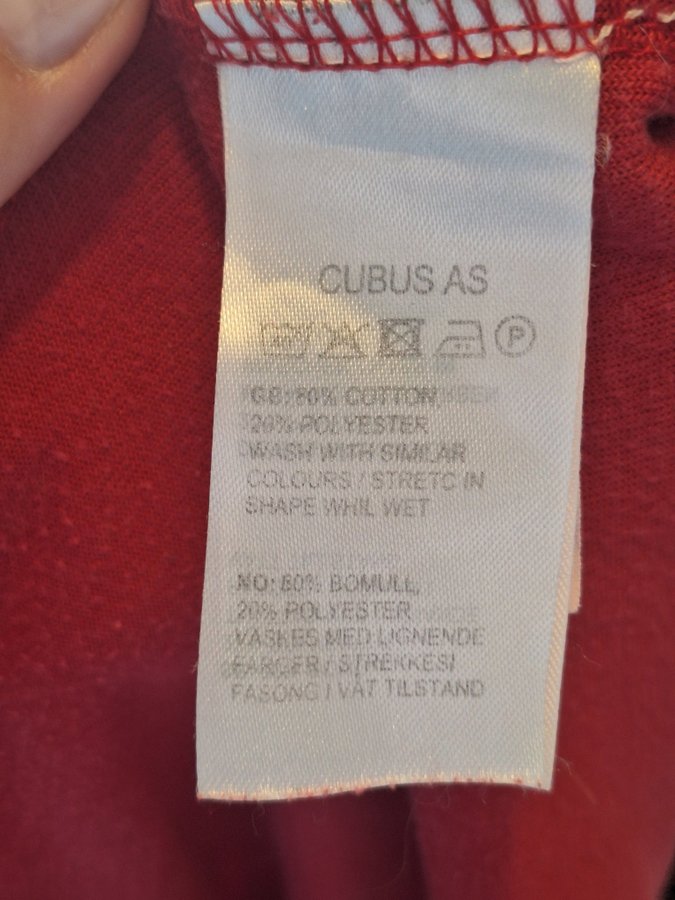 CUBUS AS
P
GB: 80% COTTON,
20% POLYESTER
WASH WITH SIMILAR
COLOURS / STRETC IN
SHAPE WHIL WET
NO: 80% BOMULL,
20% POLYESTER
VASKES MED LIGNENDE
FARGER / STREKKES I
FASONG I VÅT TILSTAND